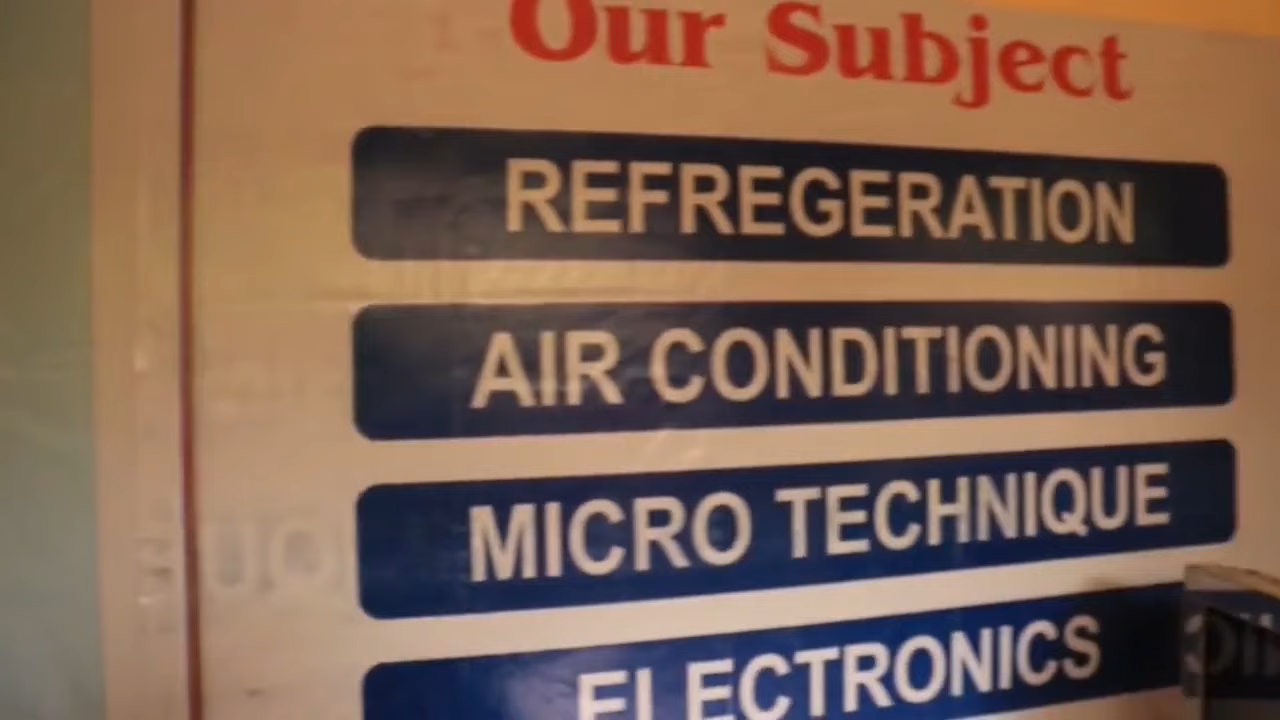 Our Subject
REFREGERATION
AIR CONDITIONING
MICRO TECHNIQUE
ELECTRONICS